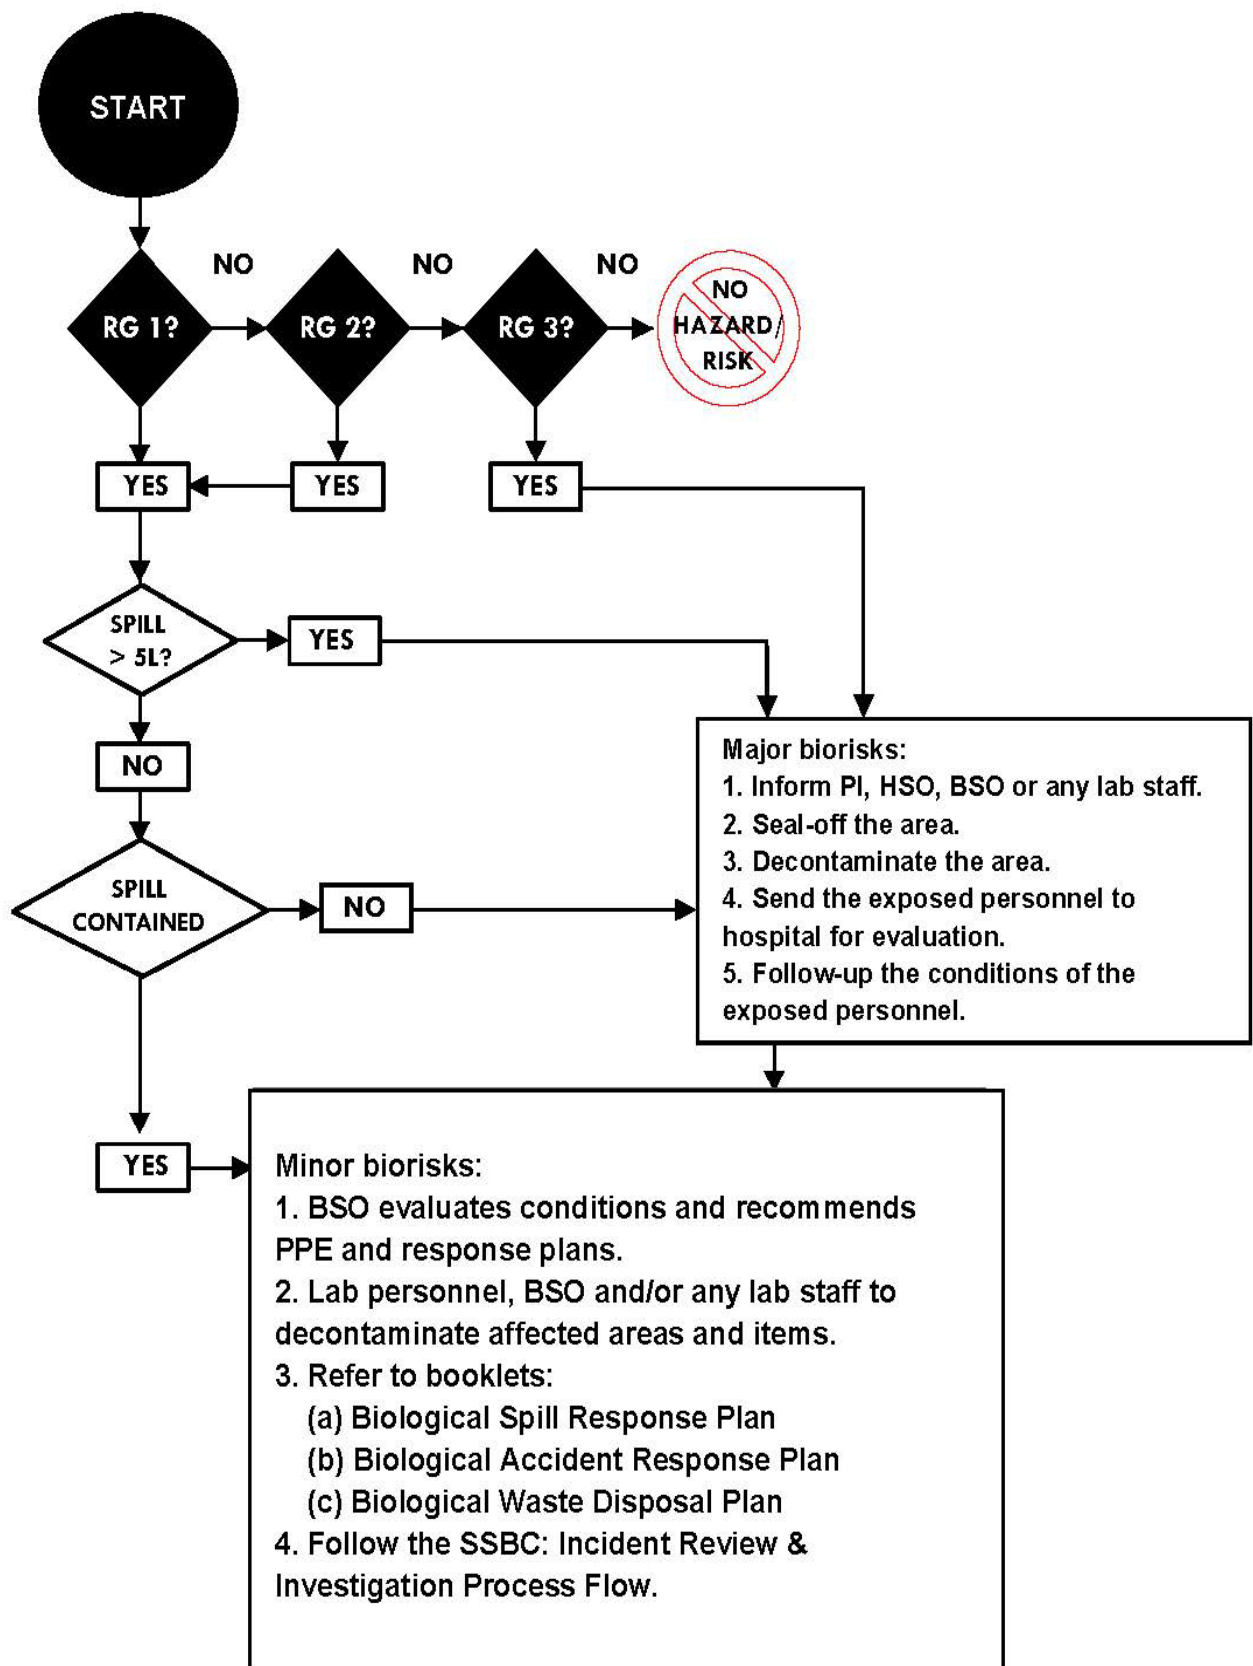 START
NO
NO
NO
RG 1?
RG 2?
RG 3?
NO
HAZARD/
RISK
YES
YES
YES
SPILL
> 5L?
YES
NO
SPILL
CONTAINED
NO
Major biorisks:
1. Inform PI, HSO, BSO or any lab staff.
2. Seal-off the area.
3. Decontaminate the area.
4. Send the exposed personnel to
hospital for evaluation.
5. Follow-up the conditions of the
exposed personnel.
YES
Minor biorisks:
1. BSO evaluates conditions and recommends
PPE and response plans.
2. Lab personnel, BSO and/or any lab staff to
decontaminate affected areas and items.
3. Refer to booklets:
(a) Biological Spill Response Plan
(b) Biological Accident Response Plan
(c) Biological Waste Disposal Plan
4. Follow the SSBC: Incident Review &
Investigation Process Flow.